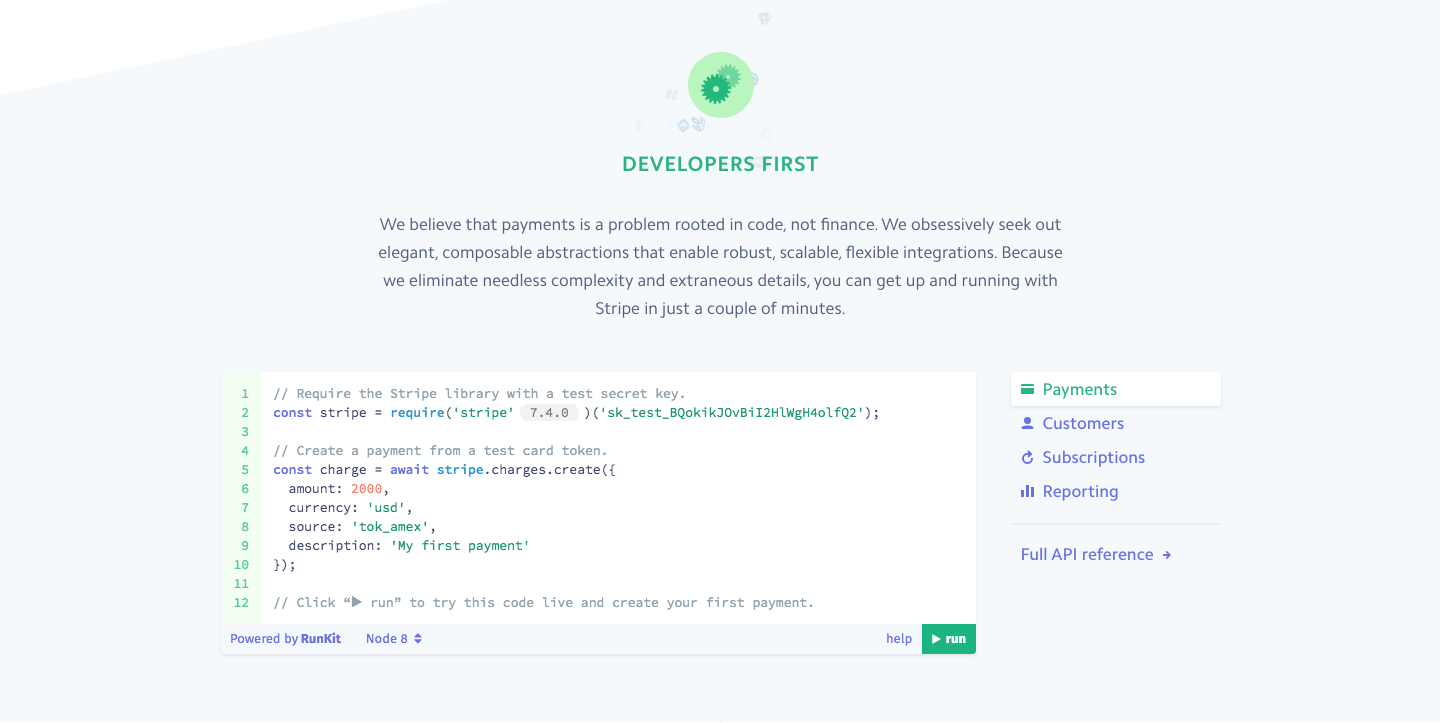 DEVELOPERS FIRST
We believe that payments is a problem rooted in code, not finance. We obsessively seek out
elegant, composable abstractions that enable robust, scalable, flexible integrations. Because
we eliminate needless complexity and extraneous details, you can get up and running with
Stripe in just a couple of minutes.
1 // Require the Stripe library with a test secret key.
2 const stripe = require('stripe' 7.4.0 )('sk_test_BQokikJOvBiI2HlWgH4olfQ2');
3
4 // Create a payment from a test card token.
5 const charge = await stripe.charges.create({
6   amount: 2000,
7   currency: 'usd',
8   source: 'tok_amex',
9   description: 'My first payment'
10 });
11
12 // Click “▶ run” to try this code live and create your first payment.
Powered by RunKit Node 8 help ▶ run
Payments
Customers
Subscriptions
Reporting
Full API reference →